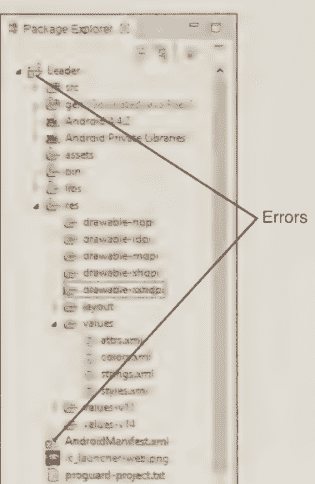 Package Explorer
Leader
src
gen
Android 4.4.2
Android Private Libraries
assets
bin
libs
res
drawable-hdpi
drawable-ldpi
drawable-mdpi
drawable-xhdpi
drawable-xxhdpi
Errors
layout
values
attrs.xml
color.xml
strings.xml
styles.xml
values-v11
values-v14
AndroidManifest.xml
ic_launcher-web.png
proguard-project.txt